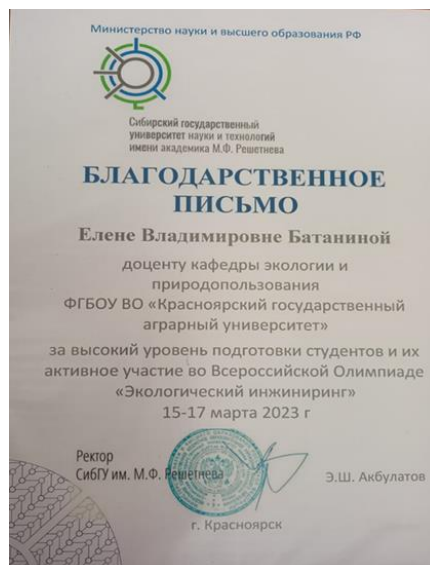 Министерство науки и высшего образования РФ
Сибирский государственный
университет науки и технологий
имени академика М.Ф. Решетнева
БЛАГОДАРСТВЕННОЕ
ПИСЬМО
Елене Владимировне Батаниной
доценту кафедры экологии и
природопользования
ФГБОУ ВО «Красноярский государственный
аграрный университет»
за высокий уровень подготовки студентов и их
активное участие во Всероссийской Олимпиаде
«Экологический инжиниринг»
15-17 марта 2023 г
Ректор
СибГУ им. М.Ф. Решетнева
Э.Ш. Акбулатов
г. Красноярск